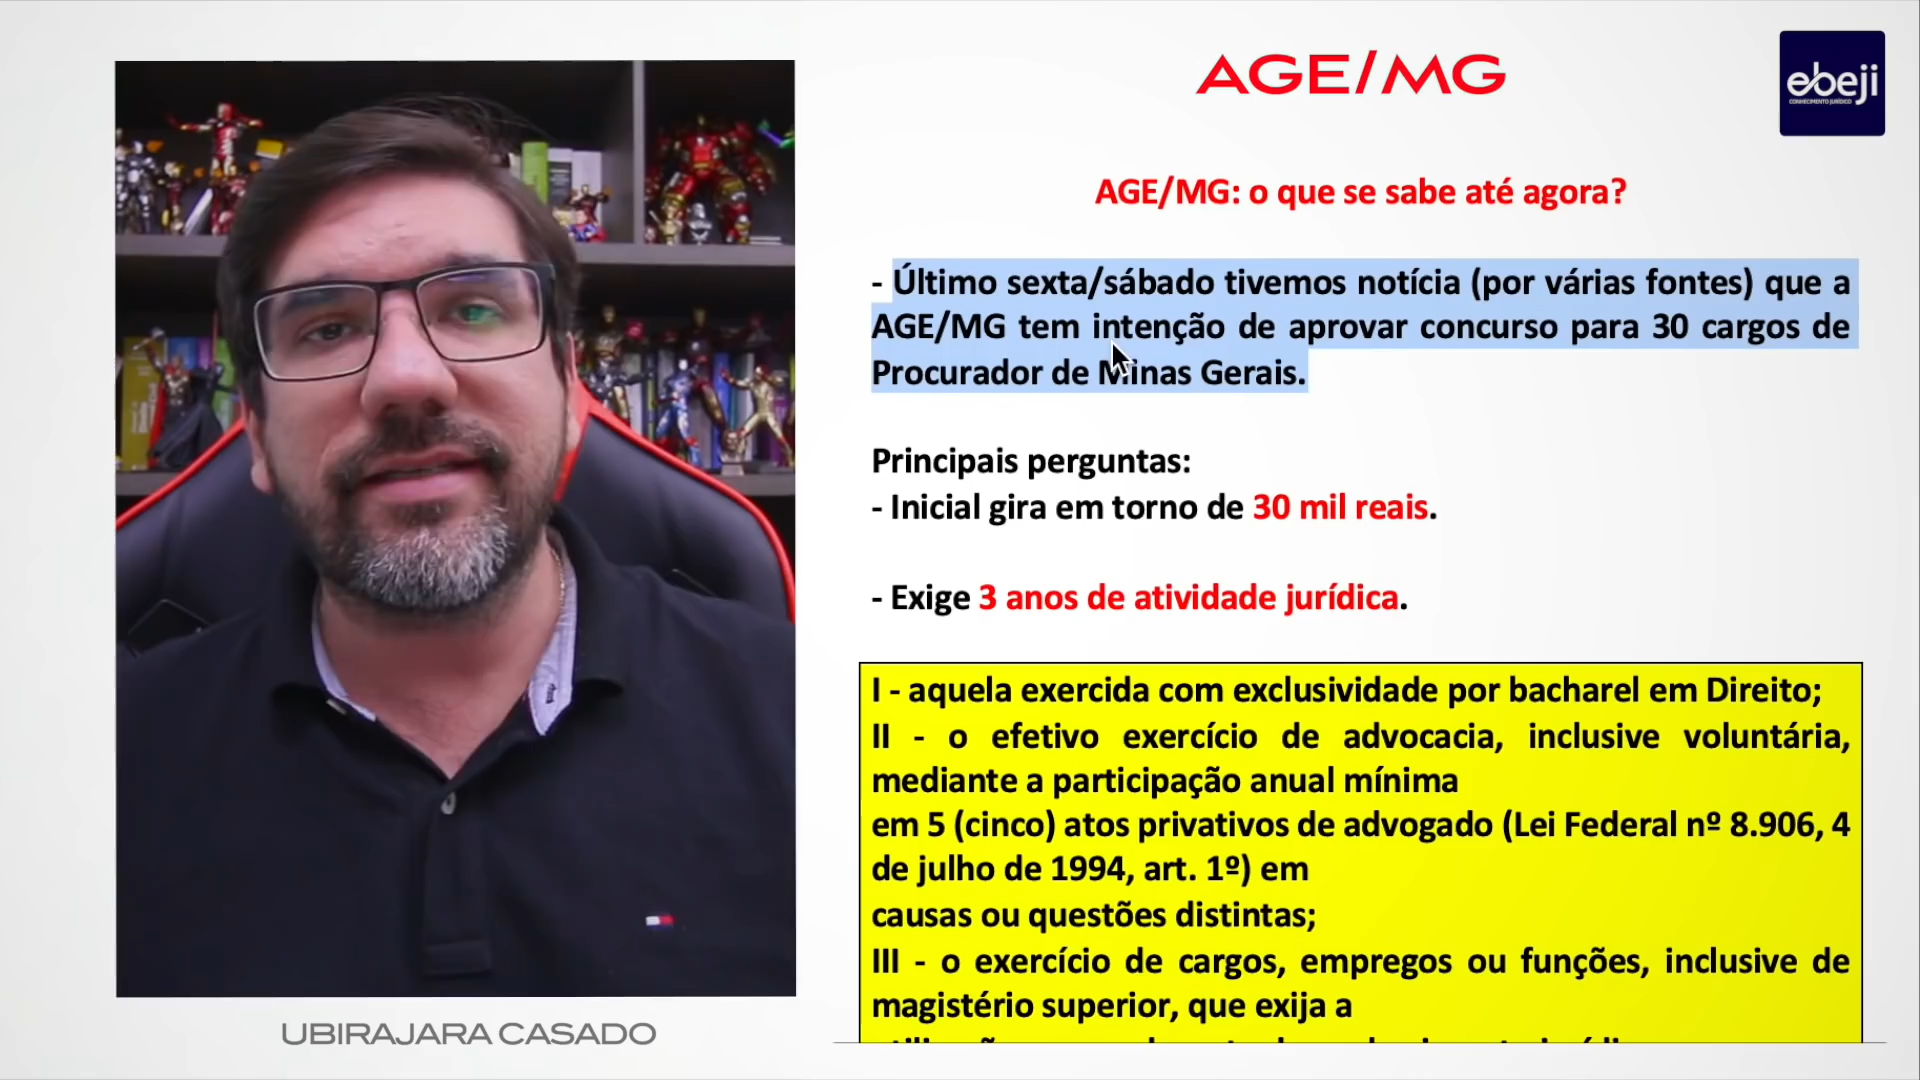 AGE/MG
ebeji
CONHECIMENTO JURÍDICO
AGE/MG: o que se sabe até agora?
- Último sexta/sábado tivemos notícia (por várias fontes) que a
AGE/MG tem intenção de aprovar concurso para 30 cargos de
Procurador de Minas Gerais.
Principais perguntas:
- Inicial gira em torno de 30 mil reais.
- Exige 3 anos de atividade jurídica.
I - aquela exercida com exclusividade por bacharel em Direito;
II - o efetivo exercício de advocacia, inclusive voluntária,
mediante a participação anual mínima
em 5 (cinco) atos privativos de advogado (Lei Federal nº 8.906, 4
de julho de 1994, art. 1º) em
causas ou questões distintas;
III - o exercício de cargos, empregos ou funções, inclusive de
magistério superior, que exija a
UBIRAJARA CASADO